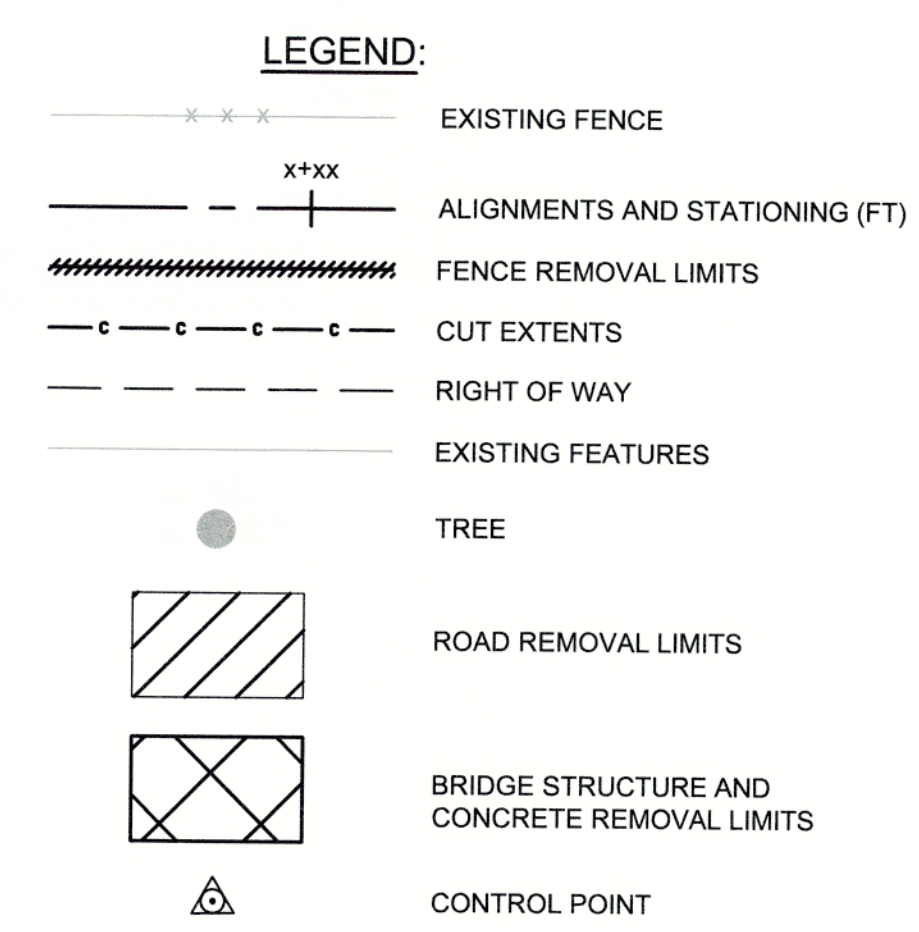 LEGEND:
x x x
EXISTING FENCE
x+xx
ALIGNMENTS AND STATIONING (FT)
FENCE REMOVAL LIMITS
c c c c
CUT EXTENTS
RIGHT OF WAY
EXISTING FEATURES
TREE
ROAD REMOVAL LIMITS
BRIDGE STRUCTURE AND
CONCRETE REMOVAL LIMITS
CONTROL POINT